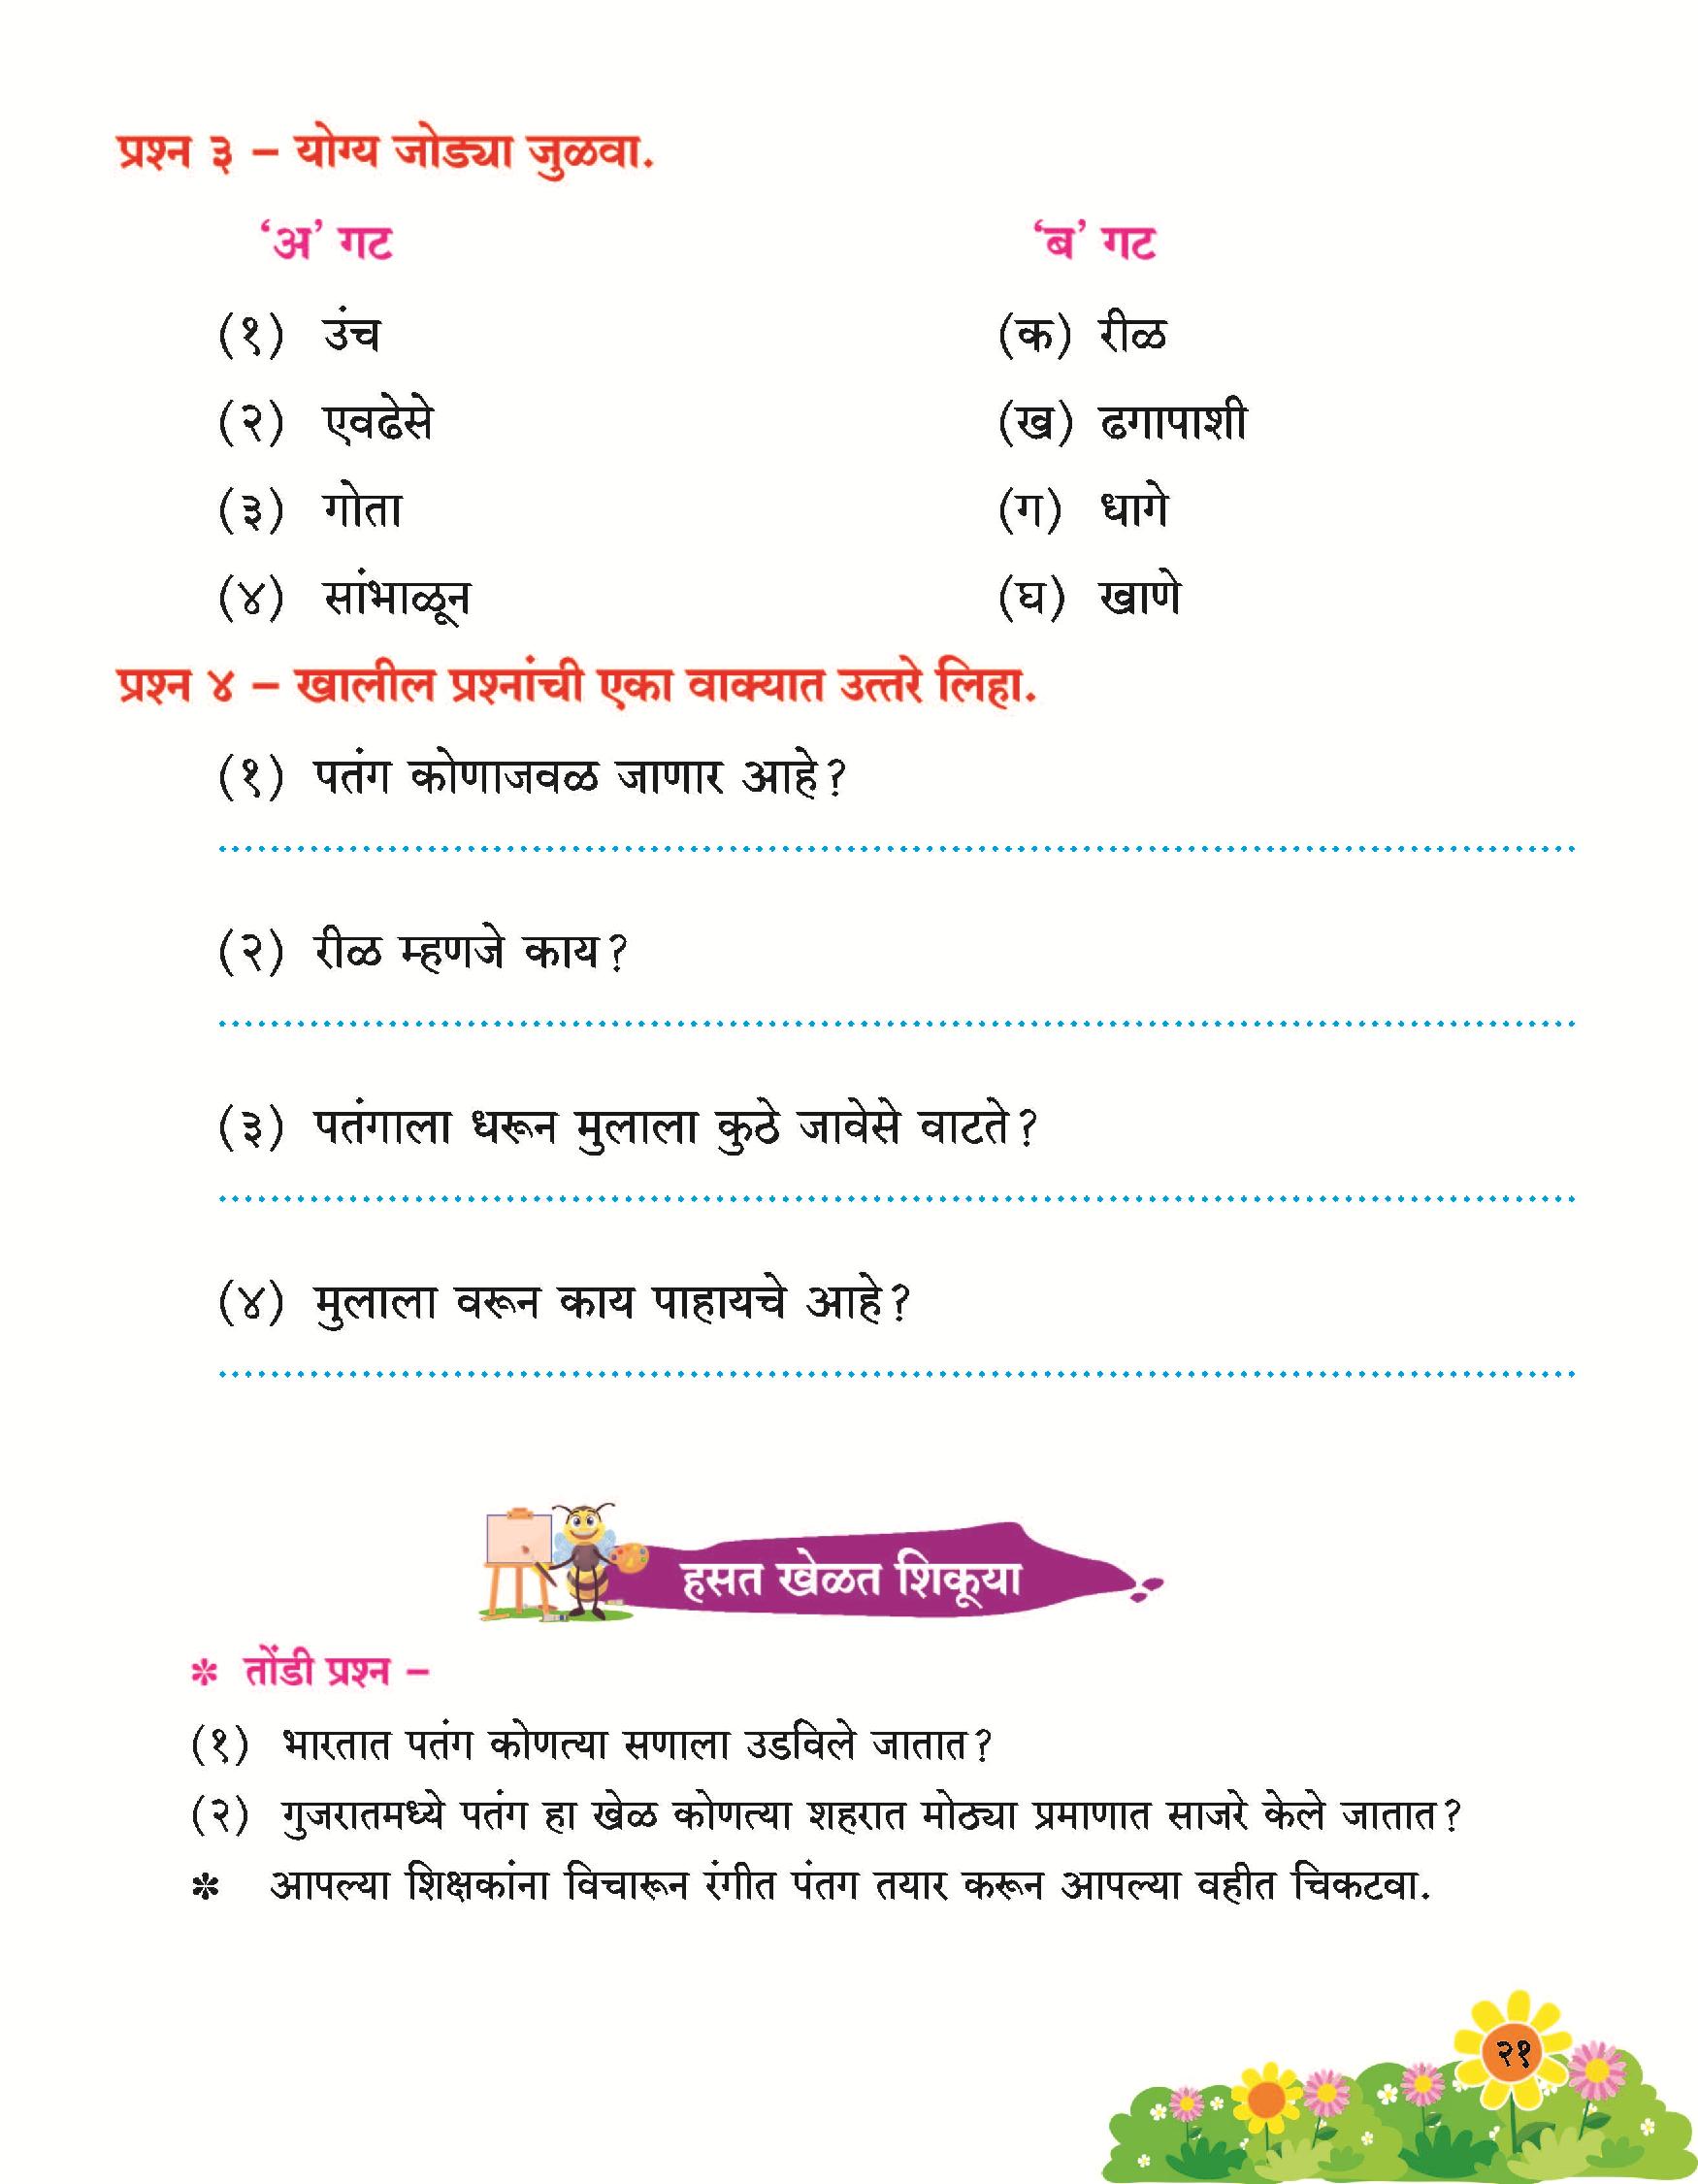 प्रश्न ३ – योग्य जोड्या जुळवा.
‘अ’ गट ‘ब’ गट
(१) उंच (क) रीळ
(२) एवढेसे (ख) ढगापाशी
(३) गोता (ग) धागे
(४) सांभाळून (घ) खाणे
प्रश्न ४ – खालील प्रश्नांची एका वाक्यात उत्तरे लिहा.
(१) पतंग कोणाजवळ जाणार आहे?
(२) रीळ म्हणजे काय?
(३) पतंगाला धरून मुलाला कुठे जावेसे वाटते?
(४) मुलाला वरून काय पाहायचे आहे?
हसत खेळत शिकूया
✽ तोंडी प्रश्न –
(१) भारतात पतंग कोणत्या सणाला उडविले जातात?
(२) गुजरातमध्ये पतंग हा खेळ कोणत्या शहरात मोठ्या प्रमाणात साजरे केले जातात?
✽ आपल्या शिक्षकांना विचारून रंगीत पंतग तयार करून आपल्या वहीत चिकटवा.
२१